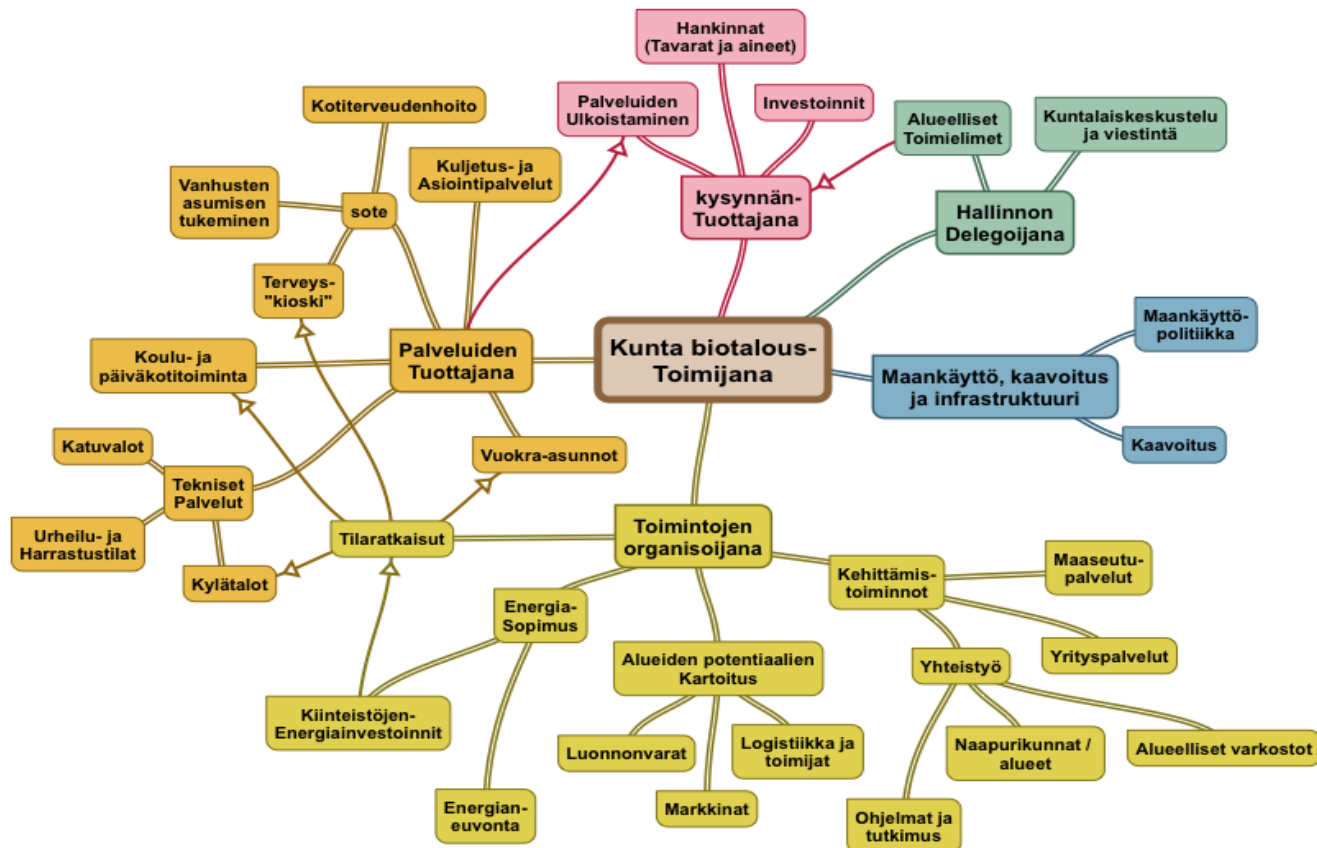 Hankinnat
(Tavarat ja aineet)
Palveluiden
Ulkoistaminen
Investoinnit
Alueelliset
Toimielimet
Kuntalaiskeskustelu
ja viestintä
Kotiterveudenhoito
Kuljetus- ja
Asiointipalvelut
Vanhusten
asumisen
tukeminen
sote
kysynnän-
Tuottajana
Hallinnon
Delegoijana
Terveys-
"kioski"
Koulu- ja
päiväkotitoiminta
Palveluiden
Tuottajana
Kunta biotalous-
Toimijana
Maankäyttö-
politiikka
Maankäyttö, kaavoitus
ja infrastruktuuri
Kaavoitus
Katuvalot
Vuokra-asunnot
Tekniset
Palvelut
Urheilu- ja
Harrastustilat
Tilaratkaisut
Toimintojen
organisoijana
Kylätalot
Energia-
Sopimus
Kehittämis-
toiminnot
Maaseutu-
palvelut
Alueiden potentiaalien
Kartoitus
Yhteistyö
Yrityspalvelut
Kiinteistöjen-
Energiainvestoinnit
Luonnonvarat
Logistiikka ja
toimijat
Naapurikunnat /
alueet
Alueelliset varkostot
Energian-
euvonta
Markkinat
Ohjelmat ja
tutkimus